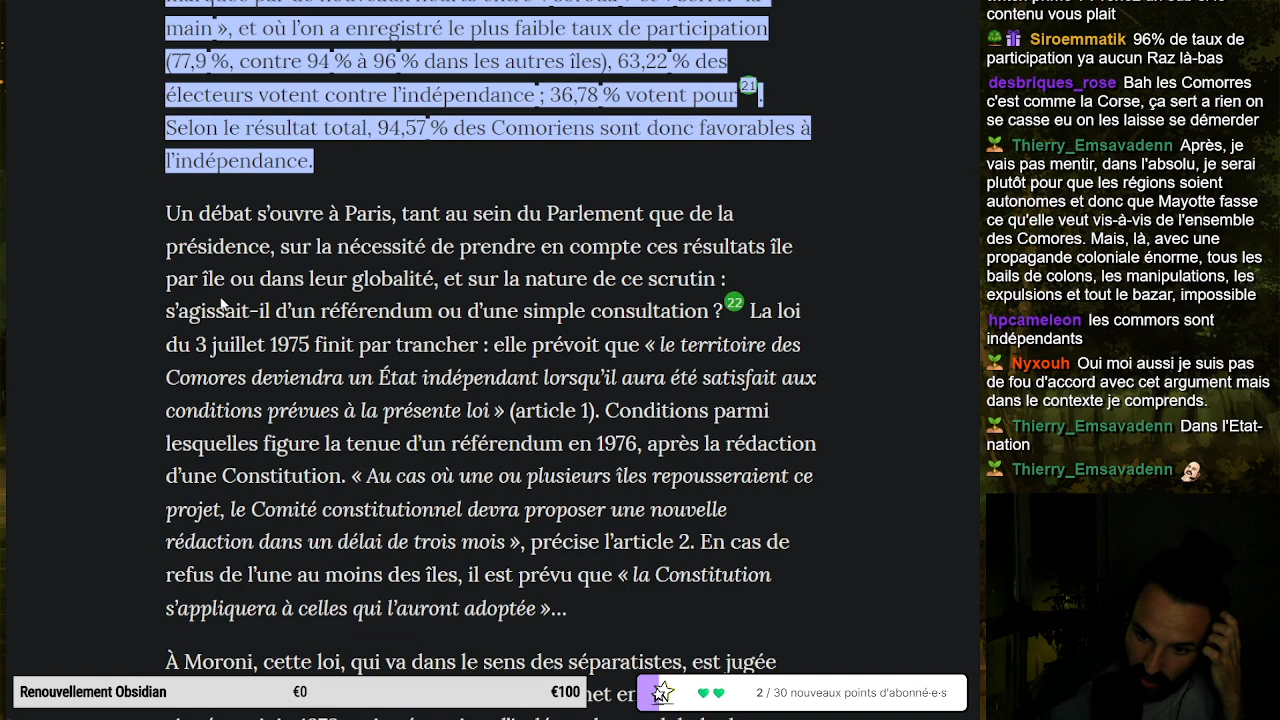 main », et où l'on a enregistré le plus faible taux de participation
(77,9 %, contre 94 % à 96 % dans les autres îles), 63,22 % des
électeurs votent contre l'indépendance ; 36,78 % votent pour 21.
Selon le résultat total, 94,57 % des Comoriens sont donc favorables à
l'indépendance.
Un débat s'ouvre à Paris, tant au sein du Parlement que de la
présidence, sur la nécessité de prendre en compte ces résultats île
par île ou dans leur globalité, et sur la nature de ce scrutin :
s'agissait-il d'un référendum ou d'une simple consultation ? 22 La loi
du 3 juillet 1975 finit par trancher : elle prévoit que « le territoire des
Comores deviendra un État indépendant lorsqu'il aura été satisfait aux
conditions prévues à la présente loi » (article 1). Conditions parmi
lesquelles figure la tenue d'un référendum en 1976, après la rédaction
d'une Constitution. « Au cas où une ou plusieurs îles repousseraient ce
projet, le Comité constitutionnel devra proposer une nouvelle
rédaction dans un délai de trois mois », précise l'article 2. En cas de
refus de l'une au moins des îles, il est prévu que « la Constitution
s'appliquera à celles qui l'auront adoptée »...
À Moroni, cette loi, qui va dans le sens des séparatistes, est jugée
Renouvellement Obsidian €0 €100
2 / 30 nouveaux points d'abonné·e·s
contenu vous plait
Siroemmatik 96% de taux de
participation ya aucun Raz là-bas
desbriques_rose Bah les Comorres
c'est comme la Corse, ça sert a rien on
se casse eu on les laisse se démerder
Thierry_Emsavadenn Après, je
vais pas mentir, dans l'absolu, je serai
plutôt pour que les régions soient
autonomes et donc que Mayotte fasse
ce qu'elle veut vis-à-vis de l'ensemble
des Comores. Mais, là, avec une
propagande coloniale énorme, tous les
bails de colons, les manipulations, les
expulsions et tout le bazar, impossible
hpcameleon les commors sont
indépendants
Nyxouh Oui moi aussi je suis pas
de fou d'accord avec cet argument mais
dans le contexte je comprends.
Thierry_Emsavadenn Dans l'Etat-
nation
Thierry_Emsavadenn